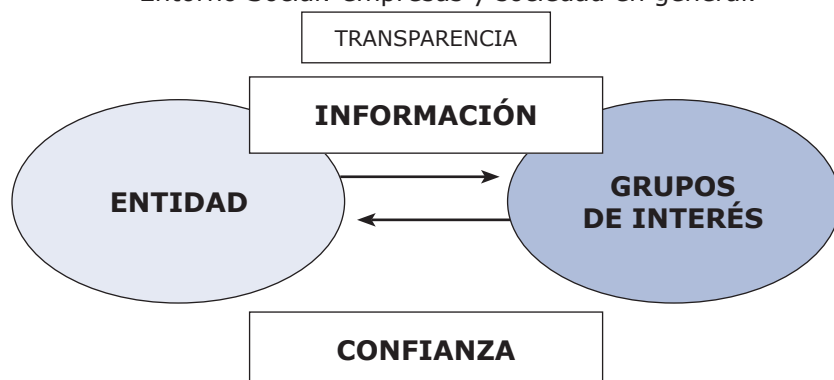 Entorno Social: empresas y sociedad en general.
TRANSPARENCIA
INFORMACIÓN
ENTIDAD
GRUPOS
DE INTERÉS
CONFIANZA